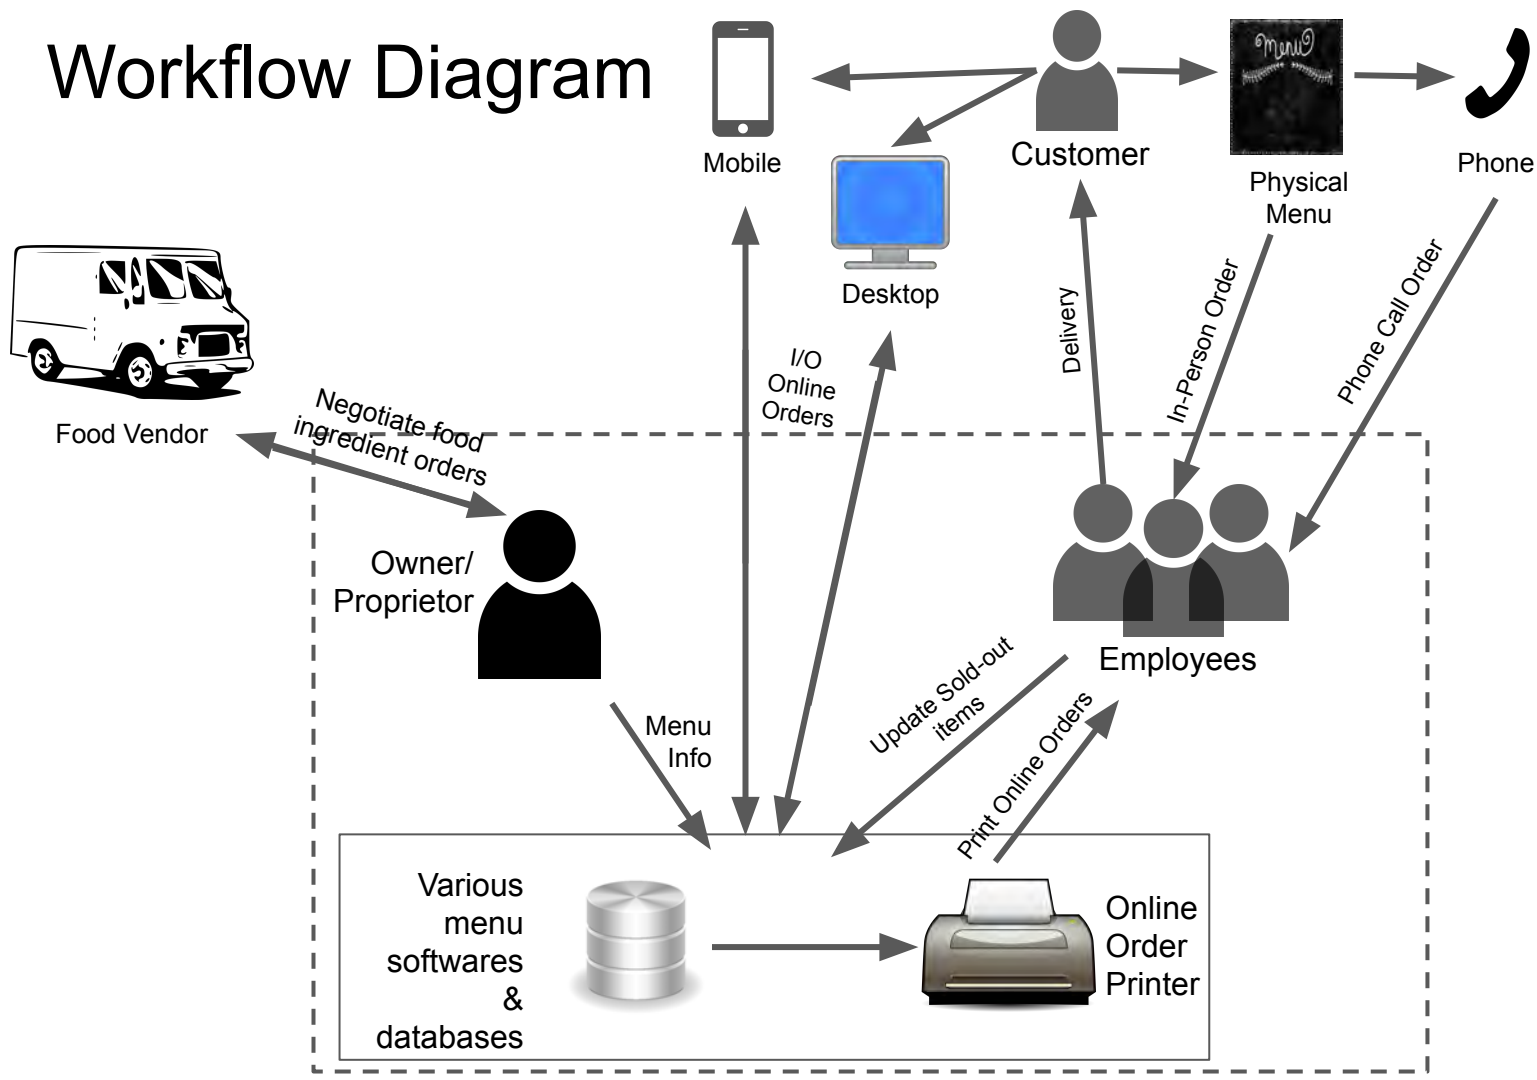 Workflow Diagram
Mobile
Customer
Menu
Physical
Menu
Phone
Desktop
Food Vendor
Negotiate food
ingredient orders
I/O
Online
Orders
Delivery
In-Person Order
Phone Call Order
Owner/
Proprietor
Employees
Menu
Info
Update Sold-out
items
Print Online Orders
Various
menu
softwares
&
databases
Online
Order
Printer